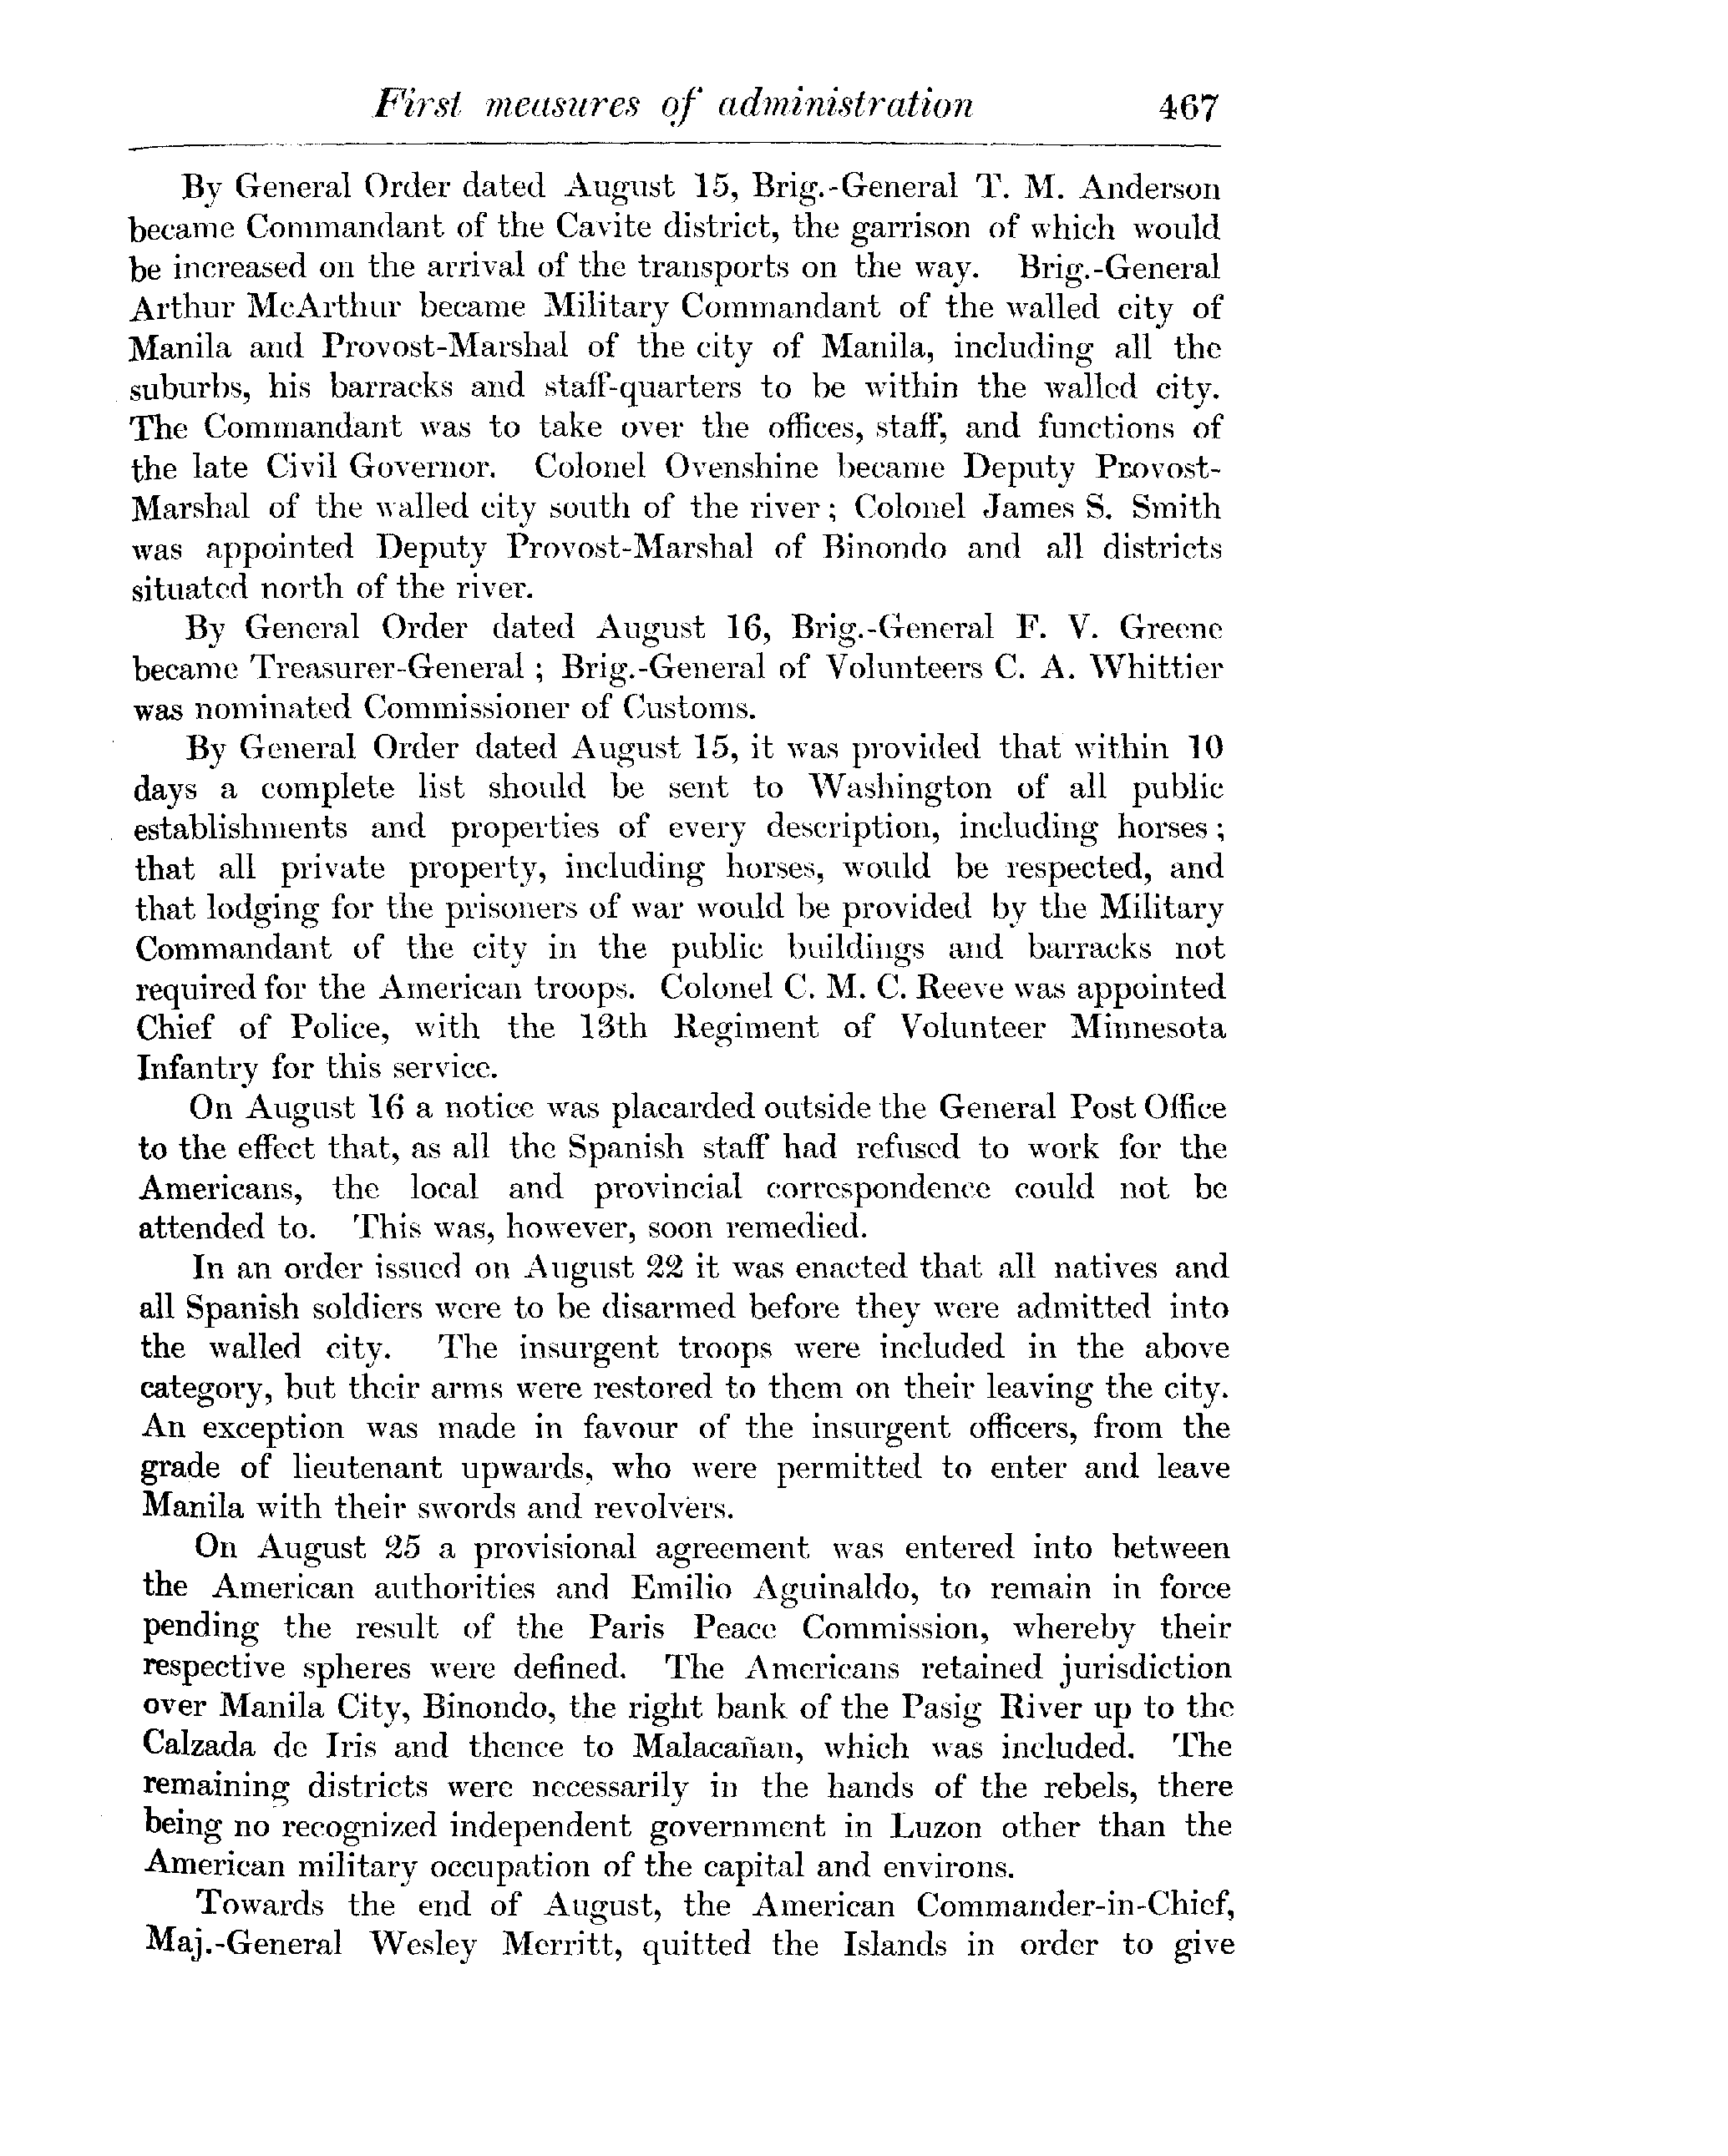 First measures of administration 467
By General Order dated August 15, Brig.-General T. M. Anderson
became Commandant of the Cavite district, the garrison of which would
be increased on the arrival of the transports on the way. Brig.-General
Arthur McArthur became Military Commandant of the walled city of
Manila and Provost-Marshal of the city of Manila, including all the
suburbs, his barracks and staff-quarters to be within the walled city.
The Commandant was to take over the offices, staff, and functions of
the late Civil Governor. Colonel Ovenshine became Deputy Provost-
Marshal of the walled city south of the river; Colonel James S. Smith
was appointed Deputy Provost-Marshal of Binondo and all districts
situated north of the river.
By General Order dated August 16, Brig.-General F. V. Greene
became Treasurer-General; Brig.-General of Volunteers C. A. Whittier
was nominated Commissioner of Customs.
By General Order dated August 15, it was provided that within 10
days a complete list should be sent to Washington of all public
establishments and properties of every description, including horses;
that all private property, including horses, would be respected, and
that lodging for the prisoners of war would be provided by the Military
Commandant of the city in the public buildings and barracks not
required for the American troops. Colonel C. M. C. Reeve was appointed
Chief of Police, with the 13th Regiment of Volunteer Minnesota
Infantry for this service.
On August 16 a notice was placarded outside the General Post Office
to the effect that, as all the Spanish staff had refused to work for the
Americans, the local and provincial correspondence could not be
attended to. This was, however, soon remedied.
In an order issued on August 22 it was enacted that all natives and
all Spanish soldiers were to be disarmed before they were admitted into
the walled city. The insurgent troops were included in the above
category, but their arms were restored to them on their leaving the city.
An exception was made in favour of the insurgent officers, from the
grade of lieutenant upwards, who were permitted to enter and leave
Manila with their swords and revolvers.
On August 25 a provisional agreement was entered into between
the American authorities and Emilio Aguinaldo, to remain in force
pending the result of the Paris Peace Commission, whereby their
respective spheres were defined. The Americans retained jurisdiction
over Manila City, Binondo, the right bank of the Pasig River up to the
Calzada de Iris and thence to Malacañan, which was included. The
remaining districts were necessarily in the hands of the rebels, there
being no recognized independent government in Luzon other than the
American military occupation of the capital and environs.
Towards the end of August, the American Commander-in-Chief,
Maj.-General Wesley Merritt, quitted the Islands in order to give